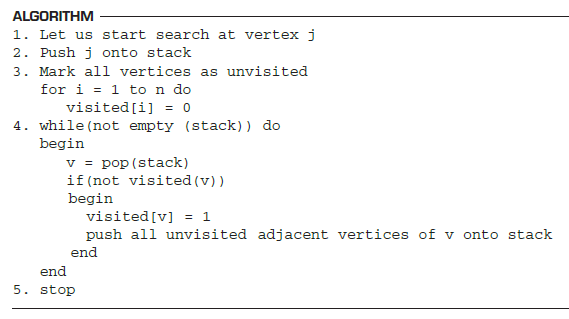 ALGORITHM
1. Let us start search at vertex j
2. Push j onto stack
3. Mark all vertices as unvisited
for i = 1 to n do
visited[i] = 0
4. while(not empty (stack)) do
begin
v = pop(stack)
if(not visited(v))
begin
visited[v] = 1
push all unvisited adjacent vertices of v onto stack
end
end
5. stop